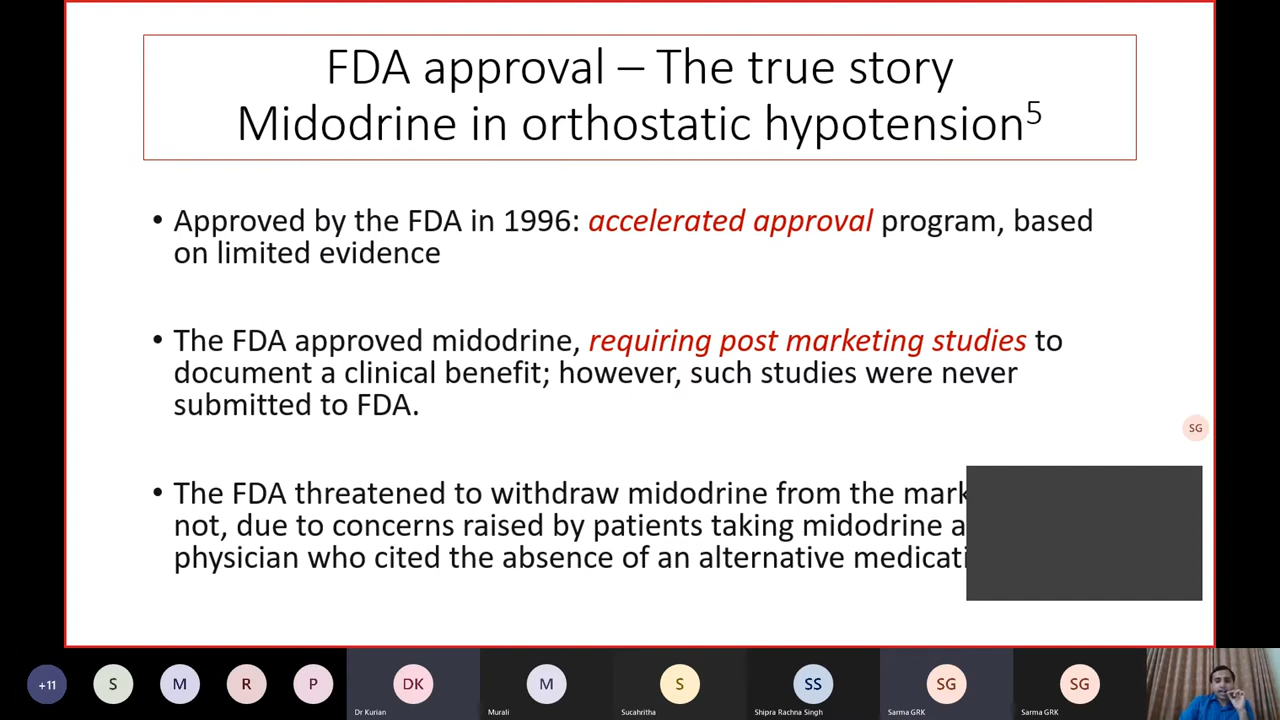 FDA approval – The true story
Midodrine in orthostatic hypotension5
• Approved by the FDA in 1996: accelerated approval program, based
on limited evidence
• The FDA approved midodrine, requiring post marketing studies to
document a clinical benefit; however, such studies were never
submitted to FDA.
SG
• The FDA threatened to withdraw midodrine from the mark
not, due to concerns raised by patients taking midodrine a
physician who cited the absence of an alternative medicati
+11
S
M
R
P
DK
M
S
SS
SG
SG
Dr Kurian
Murali
Sucahritha
Shipra Rachna Singh
Sarma GRK
Sarma GRK